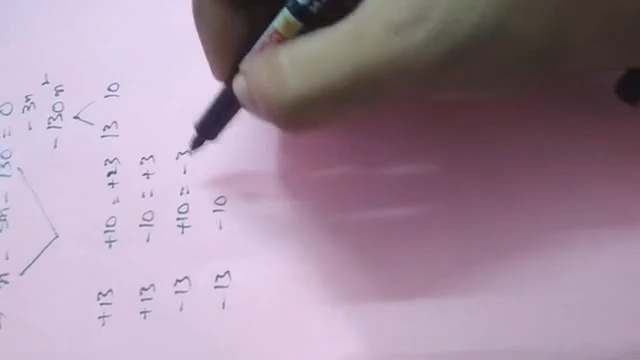 - 3n - 130 = 0
- 3n
- 130n²
13 10
+13 +10 = +23
+13 -10 = +3
-13 +10 = -3
-13 -10